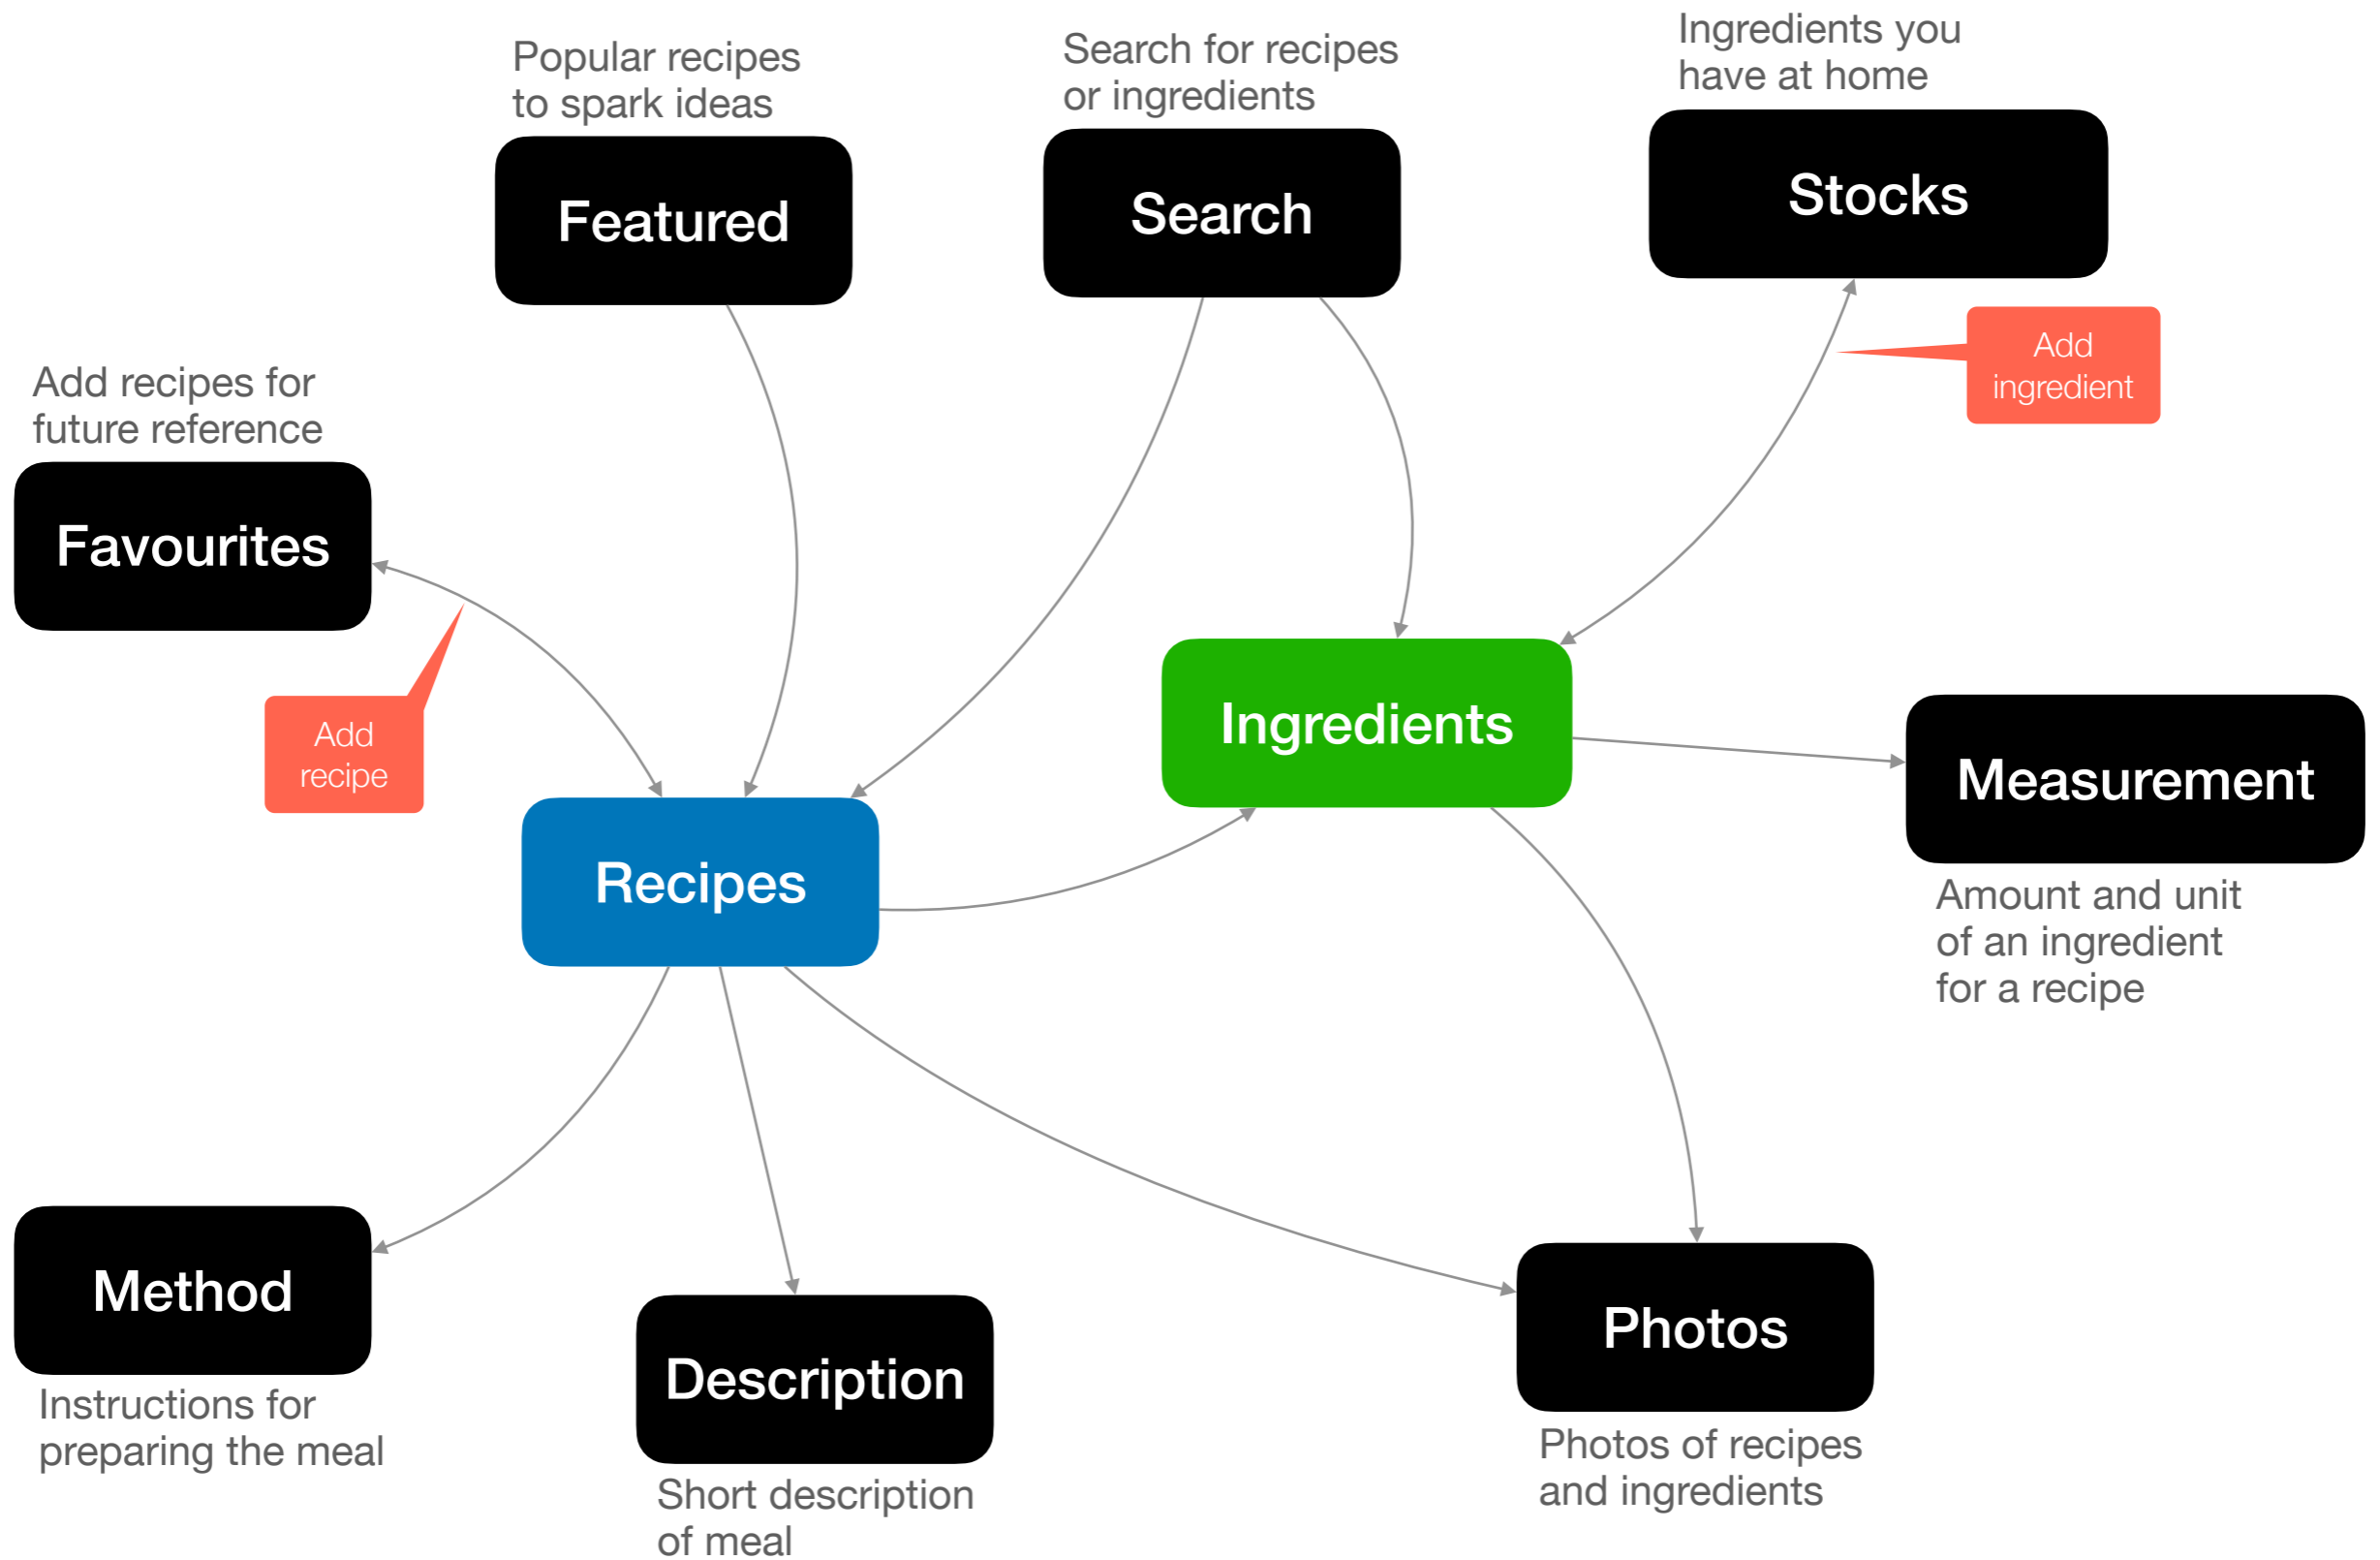 Popular recipes
to spark ideas
Featured
Search for recipes
or ingredients
Search
Ingredients you
have at home
Stocks
Add
ingredient
Add recipes for
future reference
Favourites
Add
recipe
Ingredients
Measurement
Amount and unit
of an ingredient
for a recipe
Recipes
Method
Instructions for
preparing the meal
Description
Short description
of meal
Photos
Photos of recipes
and ingredients